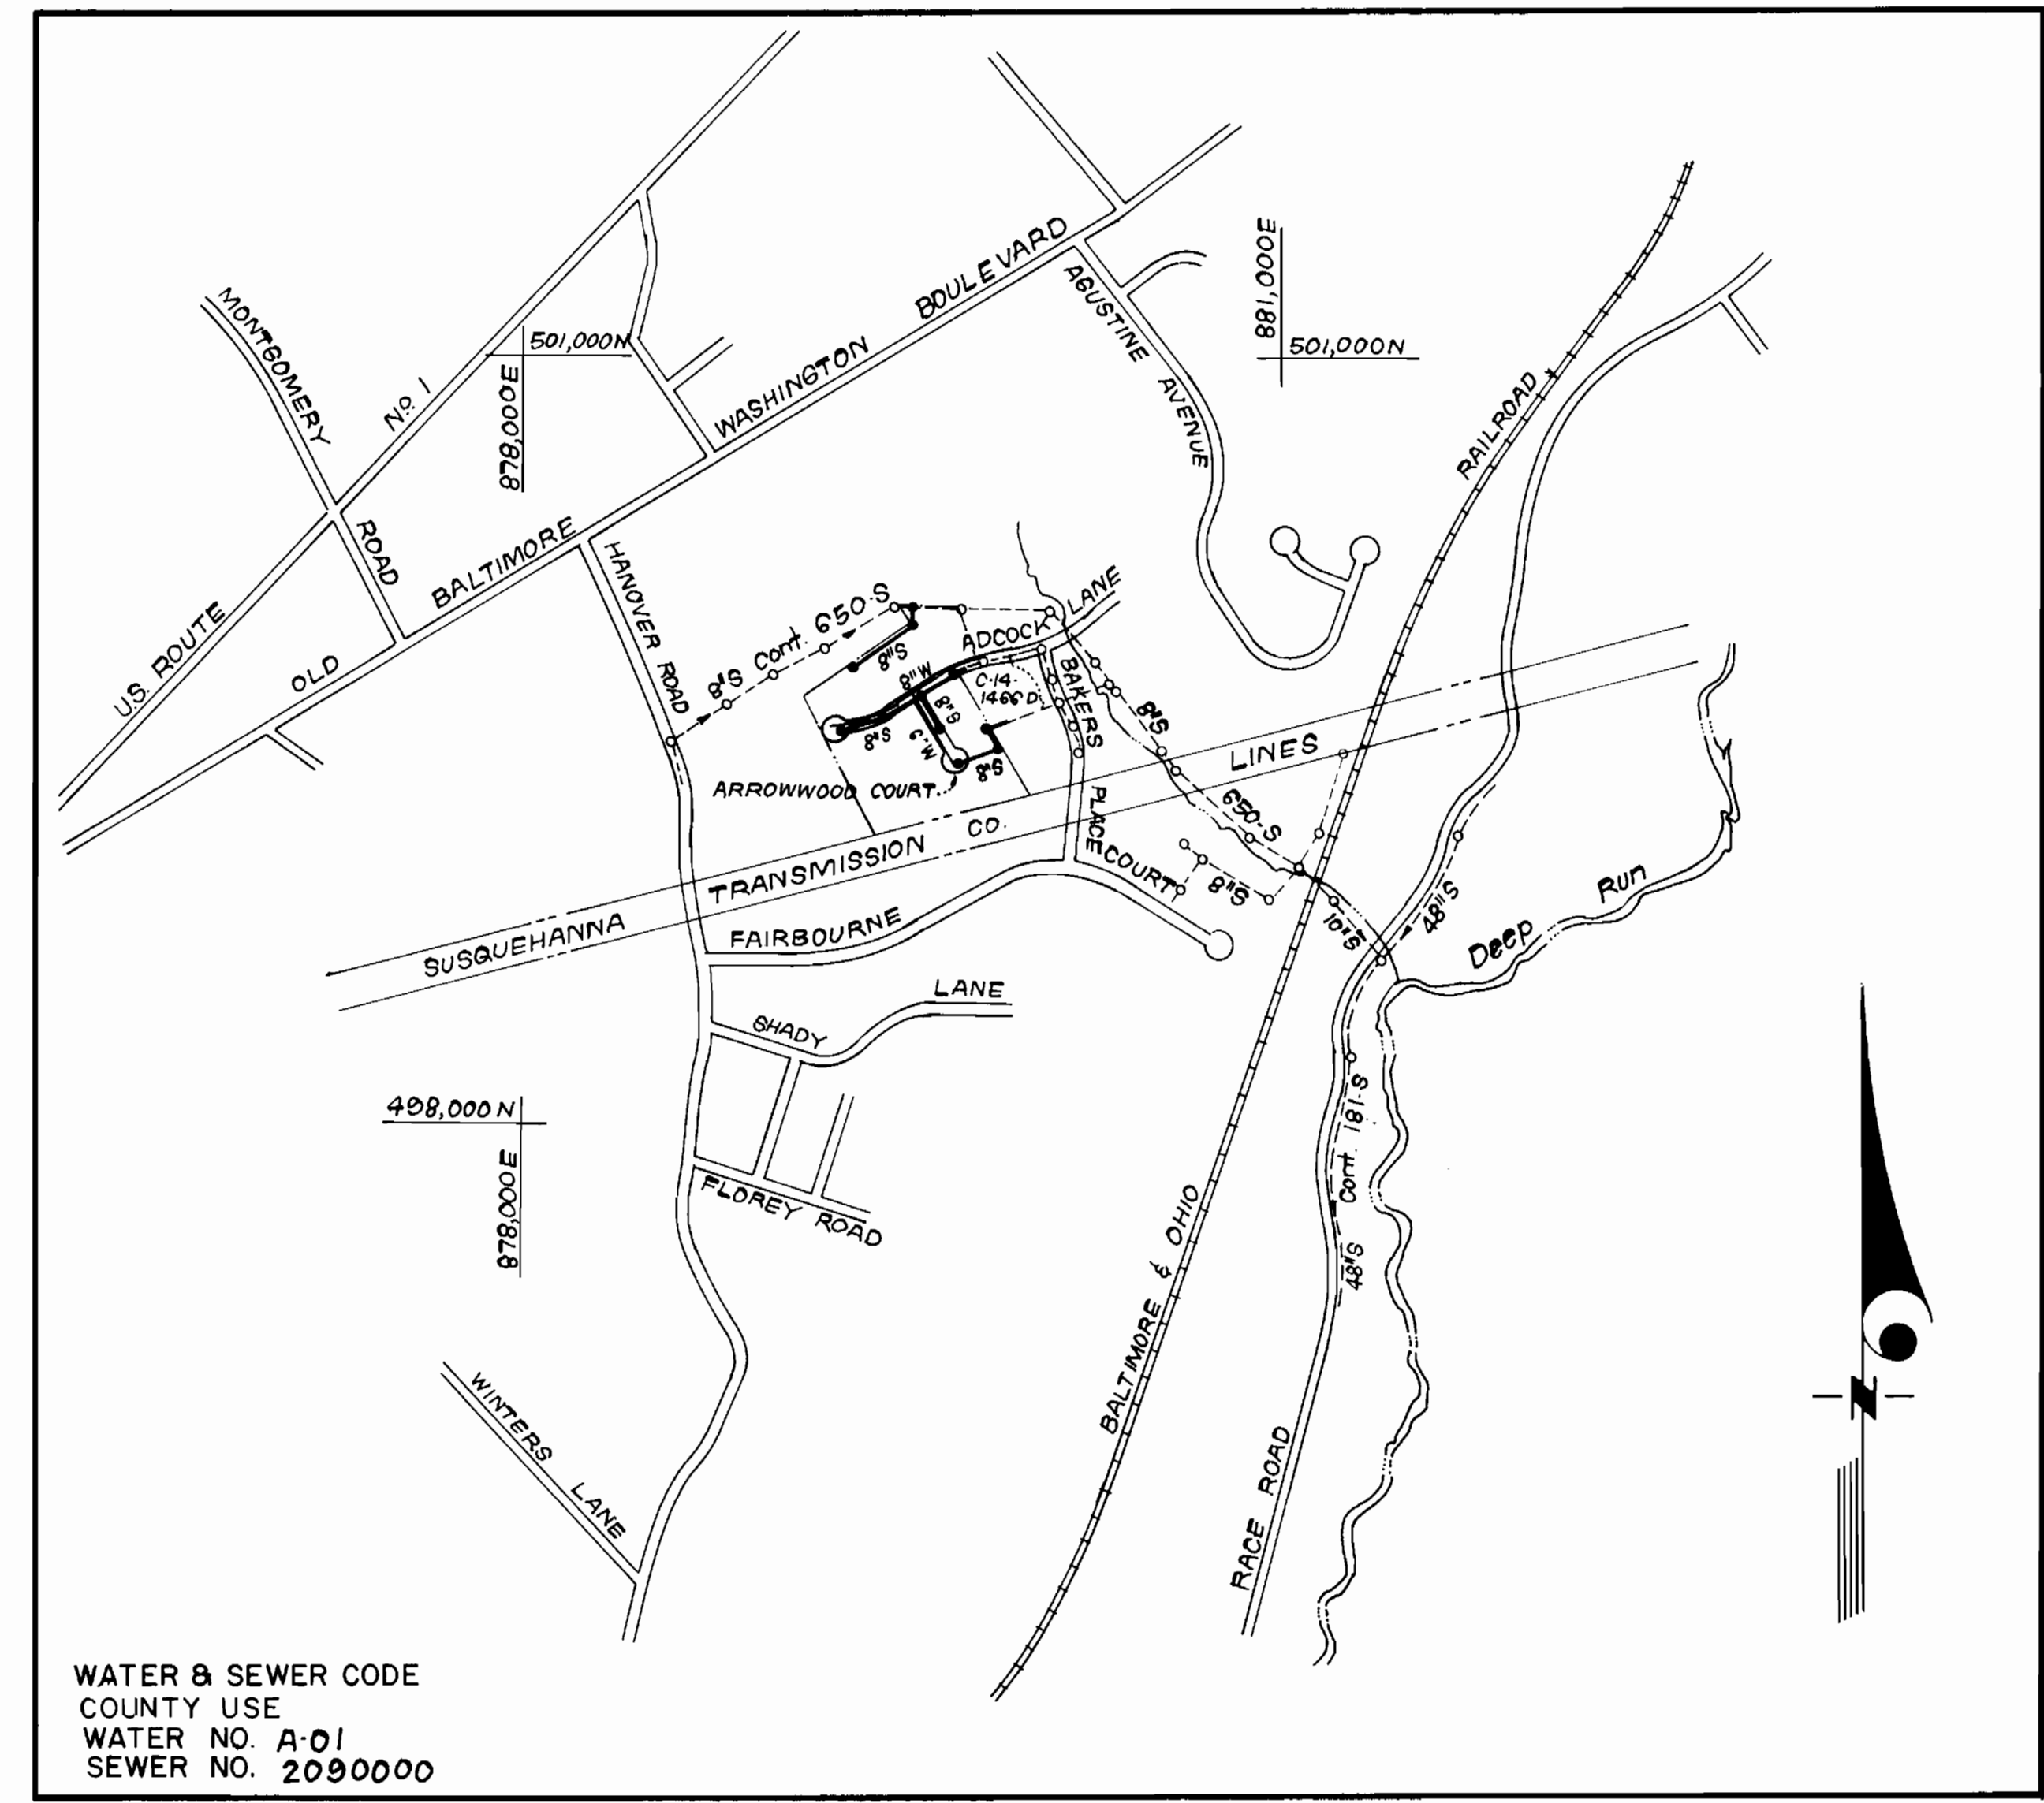 MONTGOMERY
ROAD
U.S. ROUTE
No. 1
OLD
BALTIMORE
WASHINGTON
BOULEVARD
501,000N
878,000E
881,000E
501,000N
AGUSTINE AVENUE
RAILROAD
HANOVER ROAD
8"S Cont. 650-S
ADCOCK
LANE
8"S
8"W
C-14-
1466 D
BAKERS
PLACE
8"S
8"S
6"W
8"S
8"S
ARROWWOOD COURT
LINES
650-S
CO.
TRANSMISSION
SUSQUEHANNA
COURT
8"S
10"S
48"S
Deep
Run
FAIRBOURNE
LANE
SHADY
498,000 N
878,000E
FLOREY ROAD
Cont. 181-S
48"S
BALTIMORE & OHIO
WINTERS LANE
RACE ROAD
N
WATER & SEWER CODE
COUNTY USE
WATER NO. A-01
SEWER NO. 2090000